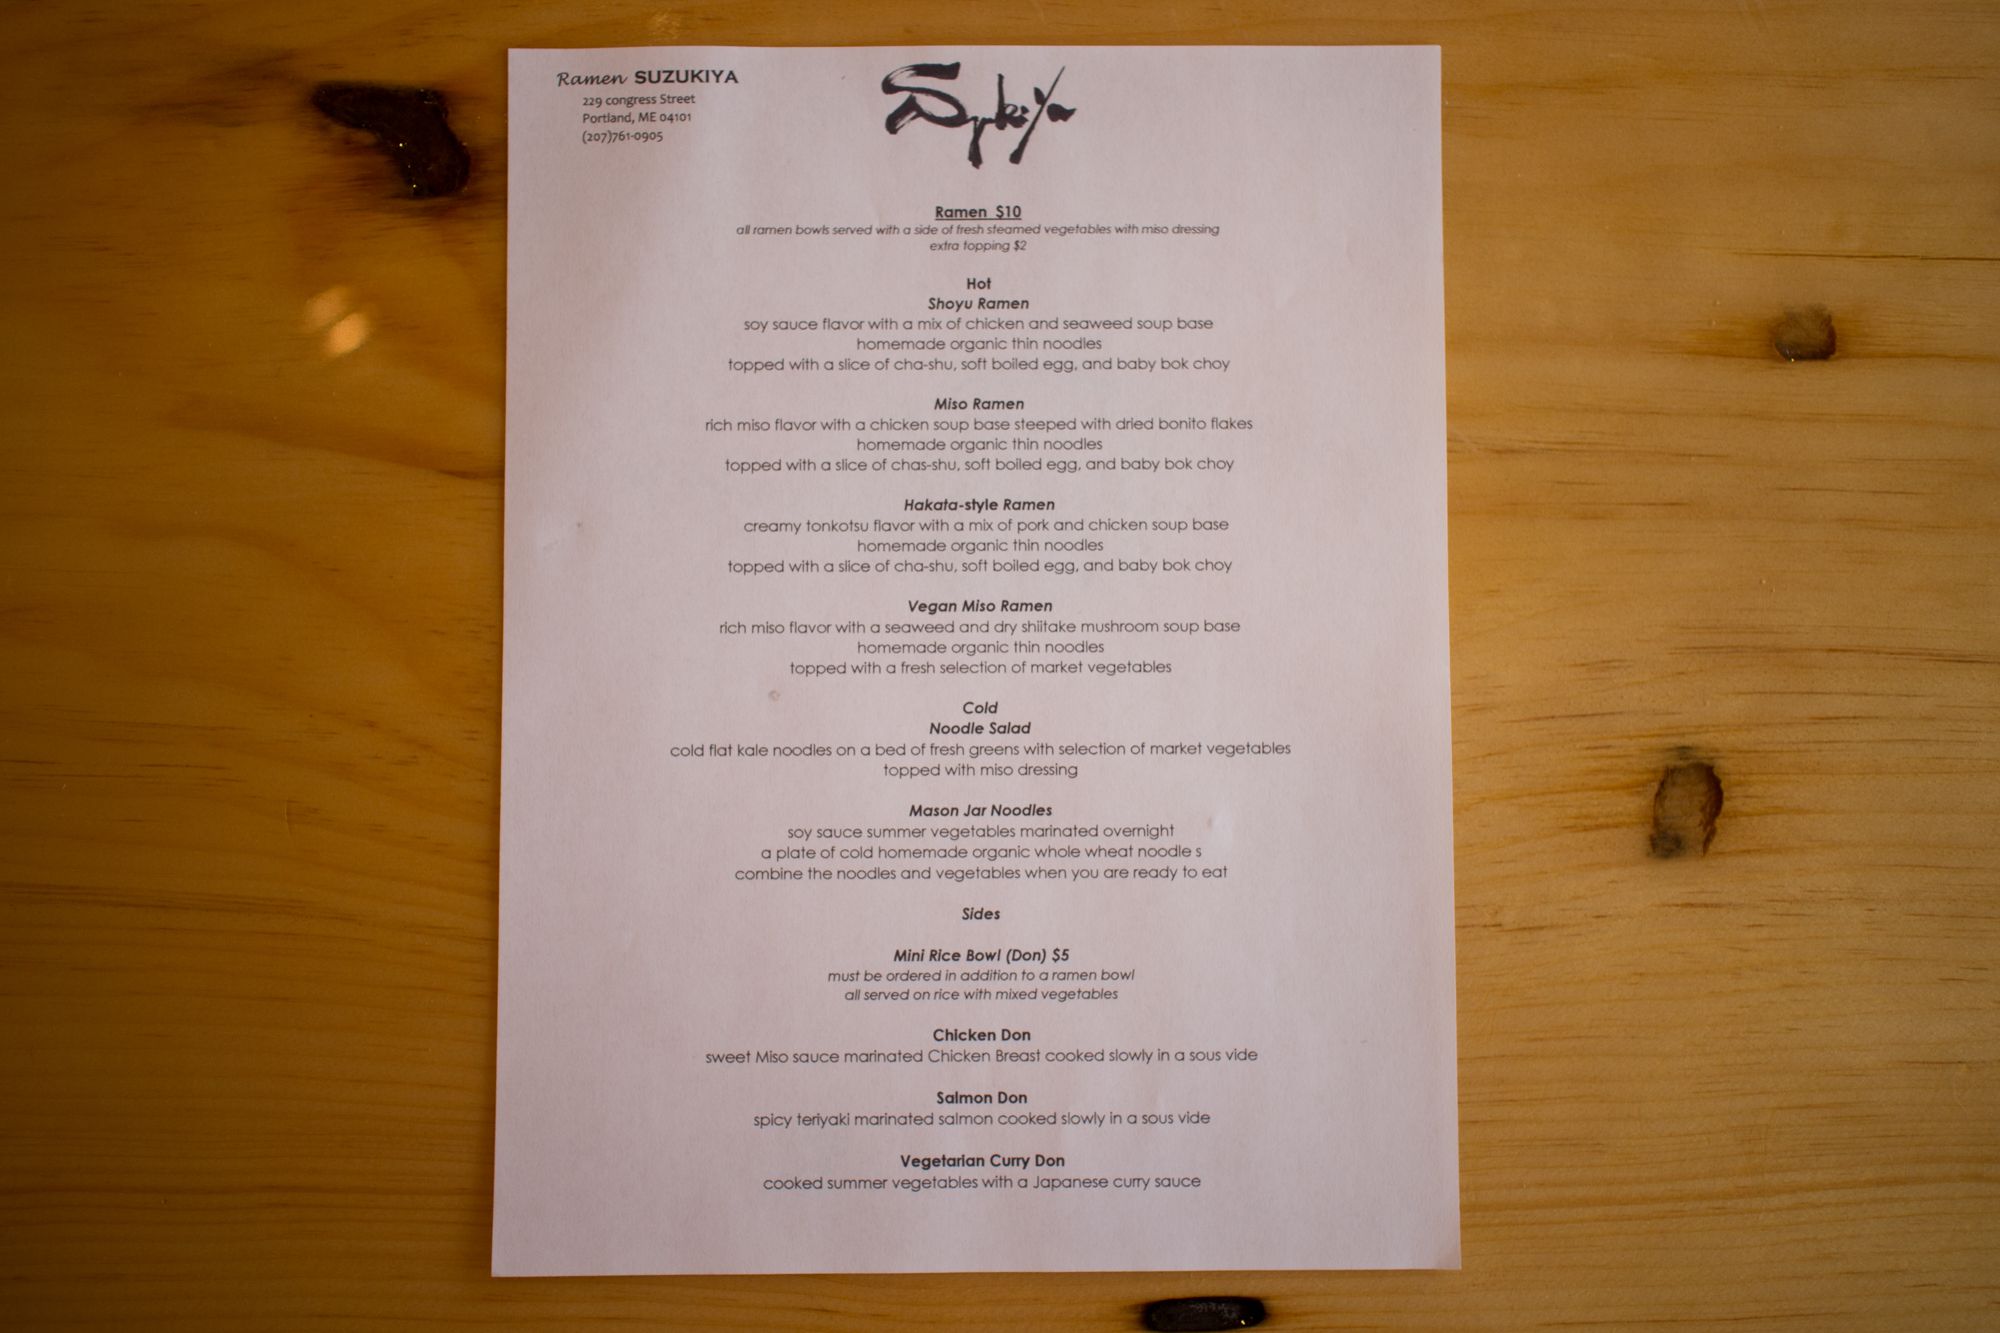 Ramen SUZUKIYA
229 congress Street
Portland, ME 04101
(207)761-0905
Ramen $10
all ramen bowls served with a side of fresh steamed vegetables with miso dressing
extra topping $2
Hot
Shoyu Ramen
soy sauce flavor with a mix of chicken and seaweed soup base
homemade organic thin noodles
topped with a slice of cha-shu, soft boiled egg, and baby bok choy
Miso Ramen
rich miso flavor with a chicken soup base steeped with dried bonito flakes
homemade organic thin noodles
topped with a slice of chas-shu, soft boiled egg, and baby bok choy
Hakata-style Ramen
creamy tonkotsu flavor with a mix of pork and chicken soup base
homemade organic thin noodles
topped with a slice of cha-shu, soft boiled egg, and baby bok choy
Vegan Miso Ramen
rich miso flavor with a seaweed and dry shiitake mushroom soup base
homemade organic thin noodles
topped with a fresh selection of market vegetables
Cold
Noodle Salad
cold flat kale noodles on a bed of fresh greens with selection of market vegetables
topped with miso dressing
Mason Jar Noodles
soy sauce summer vegetables marinated overnight
a plate of cold homemade organic whole wheat noodle s
combine the noodles and vegetables when you are ready to eat
Sides
Mini Rice Bowl (Don) $5
must be ordered in addition to a ramen bowl
all served on rice with mixed vegetables
Chicken Don
sweet Miso sauce marinated Chicken Breast cooked slowly in a sous vide
Salmon Don
spicy teriyaki marinated salmon cooked slowly in a sous vide
Vegetarian Curry Don
cooked summer vegetables with a Japanese curry sauce